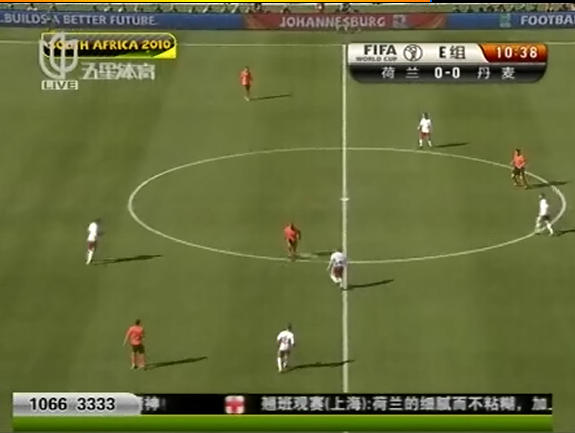 BUILDS A BETTER FUTURE.
JOHANNESBURG
FOOTBA
SOUTH AFRICA 2010
五星体育
LIVE
FIFA
WORLD CUP
E组
10:38
荷兰 0-0 丹麦
1066 3333
神!
翘班观赛(上海):荷兰的细腻而不粘糊,加